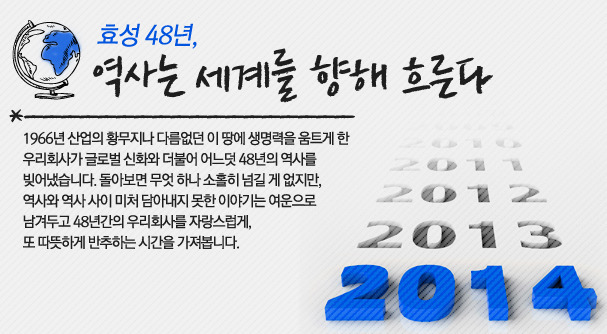 효성 48년,
역사는 세계를 향해 흐른다
1966년 산업의 황무지나 다름없던 이 땅에 생명력을 움트게 한
우리회사가 글로벌 신화와 더불어 어느덧 48년의 역사를
빚어냈습니다. 돌아보면 무엇 하나 소홀히 넘길 게 없지만,
역사와 역사 사이 미처 담아내지 못한 이야기는 여운으로
남겨두고 48년간의 우리회사를 자랑스럽게,
또 따뜻하게 반추하는 시간을 가져봅니다.
2010
2011
2012
2013
2014